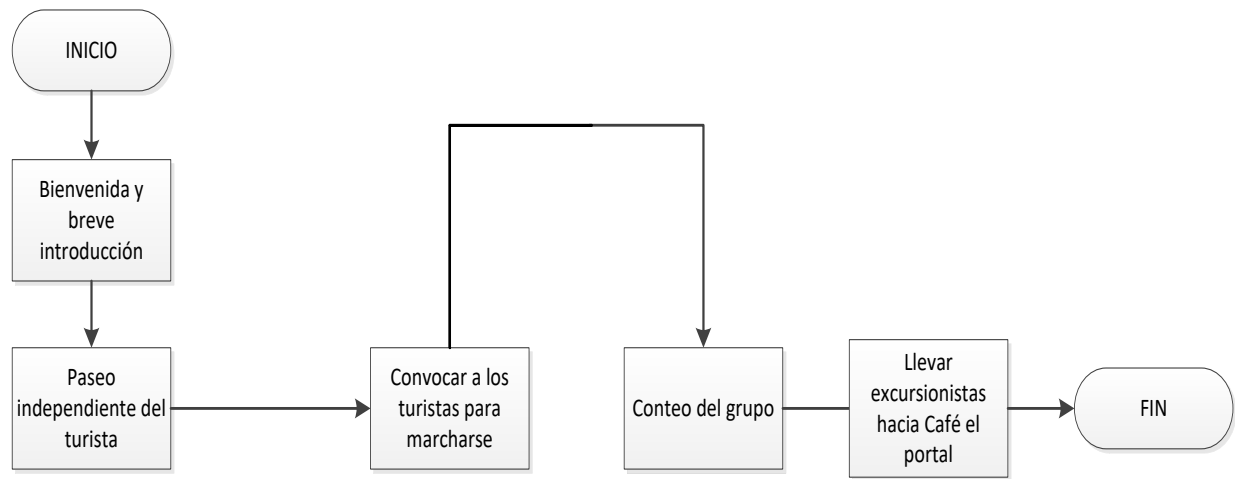 INICIO
Bienvenida y
breve
introducción
Paseo
independiente del
turista
Convocar a los
turistas para
marcharse
Conteo del grupo
Llevar
excursionistas
hacia Café el
portal
FIN